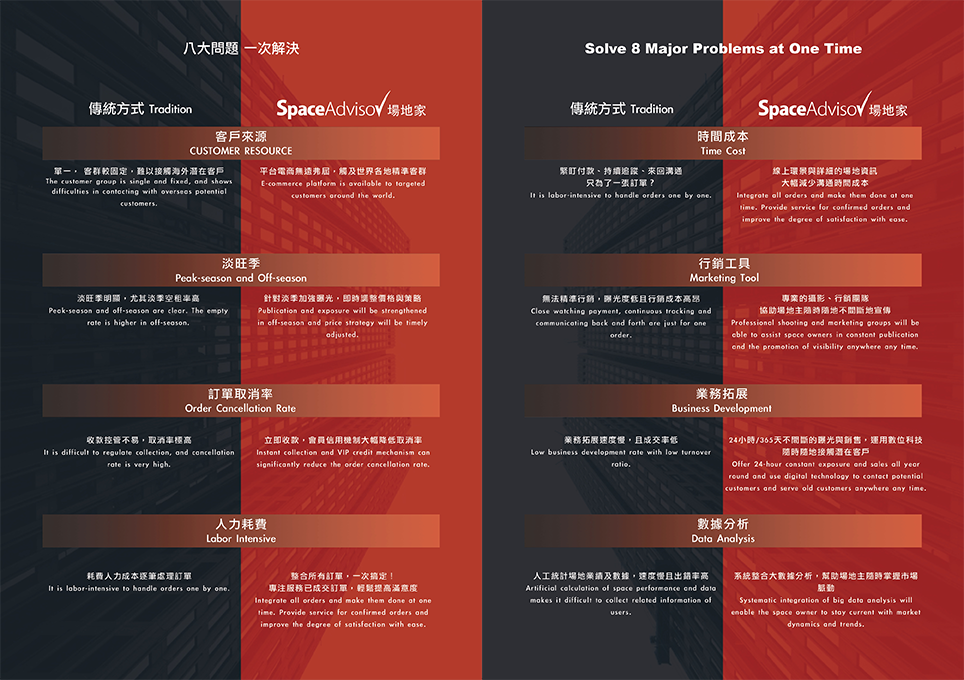 八大問題 一次解決
傳統方式 Tradition
SpaceAdvisor 場地家
客戶來源
CUSTOMER RESOURCE
單一、客群較固定，難以接觸海外潛在客戶
The customer group is single and fixed, and shows
difficulties in contacting with overseas potential
customers.
平台電商無遠弗屆，觸及世界各地精準客群
E-commerce platform is available to targeted
customers around the world.
淡旺季
Peak-season and Off-season
淡旺季明顯，尤其淡季空租率高
Peak-season and off-season are clear. The empty
rate is higher in off-season.
針對淡季加強曝光，即時調整價格與策略
Publication and exposure will be strengthened
in off-season and price strategy will be timely
adjusted.
訂單取消率
Order Cancellation Rate
收款控管不易，取消率極高
It is difficult to regulate collection, and cancellation
rate is very high.
立即收款，會員信用機制大幅降低取消率
Instant collection and VIP credit mechanism can
significantly reduce the order cancellation rate.
人力耗費
Labor Intensive
耗費人力成本逐筆處理訂單
It is labor-intensive to handle orders one by one.
整合所有訂單，一次搞定！
專注服務已成交訂單，輕鬆提高滿意度
Integrate all orders and make them done at one
time. Provide service for confirmed orders and
improve the degree of satisfaction with ease.
Solve 8 Major Problems at One Time
傳統方式 Tradition
SpaceAdvisor 場地家
時間成本
Time Cost
緊盯付款、持續追蹤、來回溝通
只為了一張訂單？
It is labor-intensive to handle orders one by one.
線上環景與詳細的場地資訊
大幅減少溝通時間成本
Integrate all orders and make them done at one
time. Provide service for confirmed orders and
improve the degree of satisfaction with ease.
行銷工具
Marketing Tool
無法精準行銷，曝光度低且行銷成本高昂
Close watching payment, continuous tracking and
communicating back and forth are just for one
order.
專業的攝影、行銷團隊
協助場地主隨時隨地不間斷地宣傳
Professional shooting and marketing groups will be
able to assist space owners in constant publication
and the promotion of visibility anywhere any time.
業務拓展
Business Development
業務拓展速度慢，且成交率低
Low business development rate with low turnover
ratio.
24小時/365天不間斷的曝光與銷售，運用數位科技
隨時隨地接觸潛在客戶
Offer 24-hour constant exposure and sales all year
round and use digital technology to contact potential
customers and serve old customers anywhere any time.
數據分析
Data Analysis
人工統計場地業績及數據，速度慢且出錯率高
Artificial calculation of space performance and data
makes it difficult to collect related information of
users.
系統整合大數據分析，幫助場地主隨時掌握市場
脈動
Systematic integration of big data analysis will
enable the space owner to stay current with market
dynamics and trends.